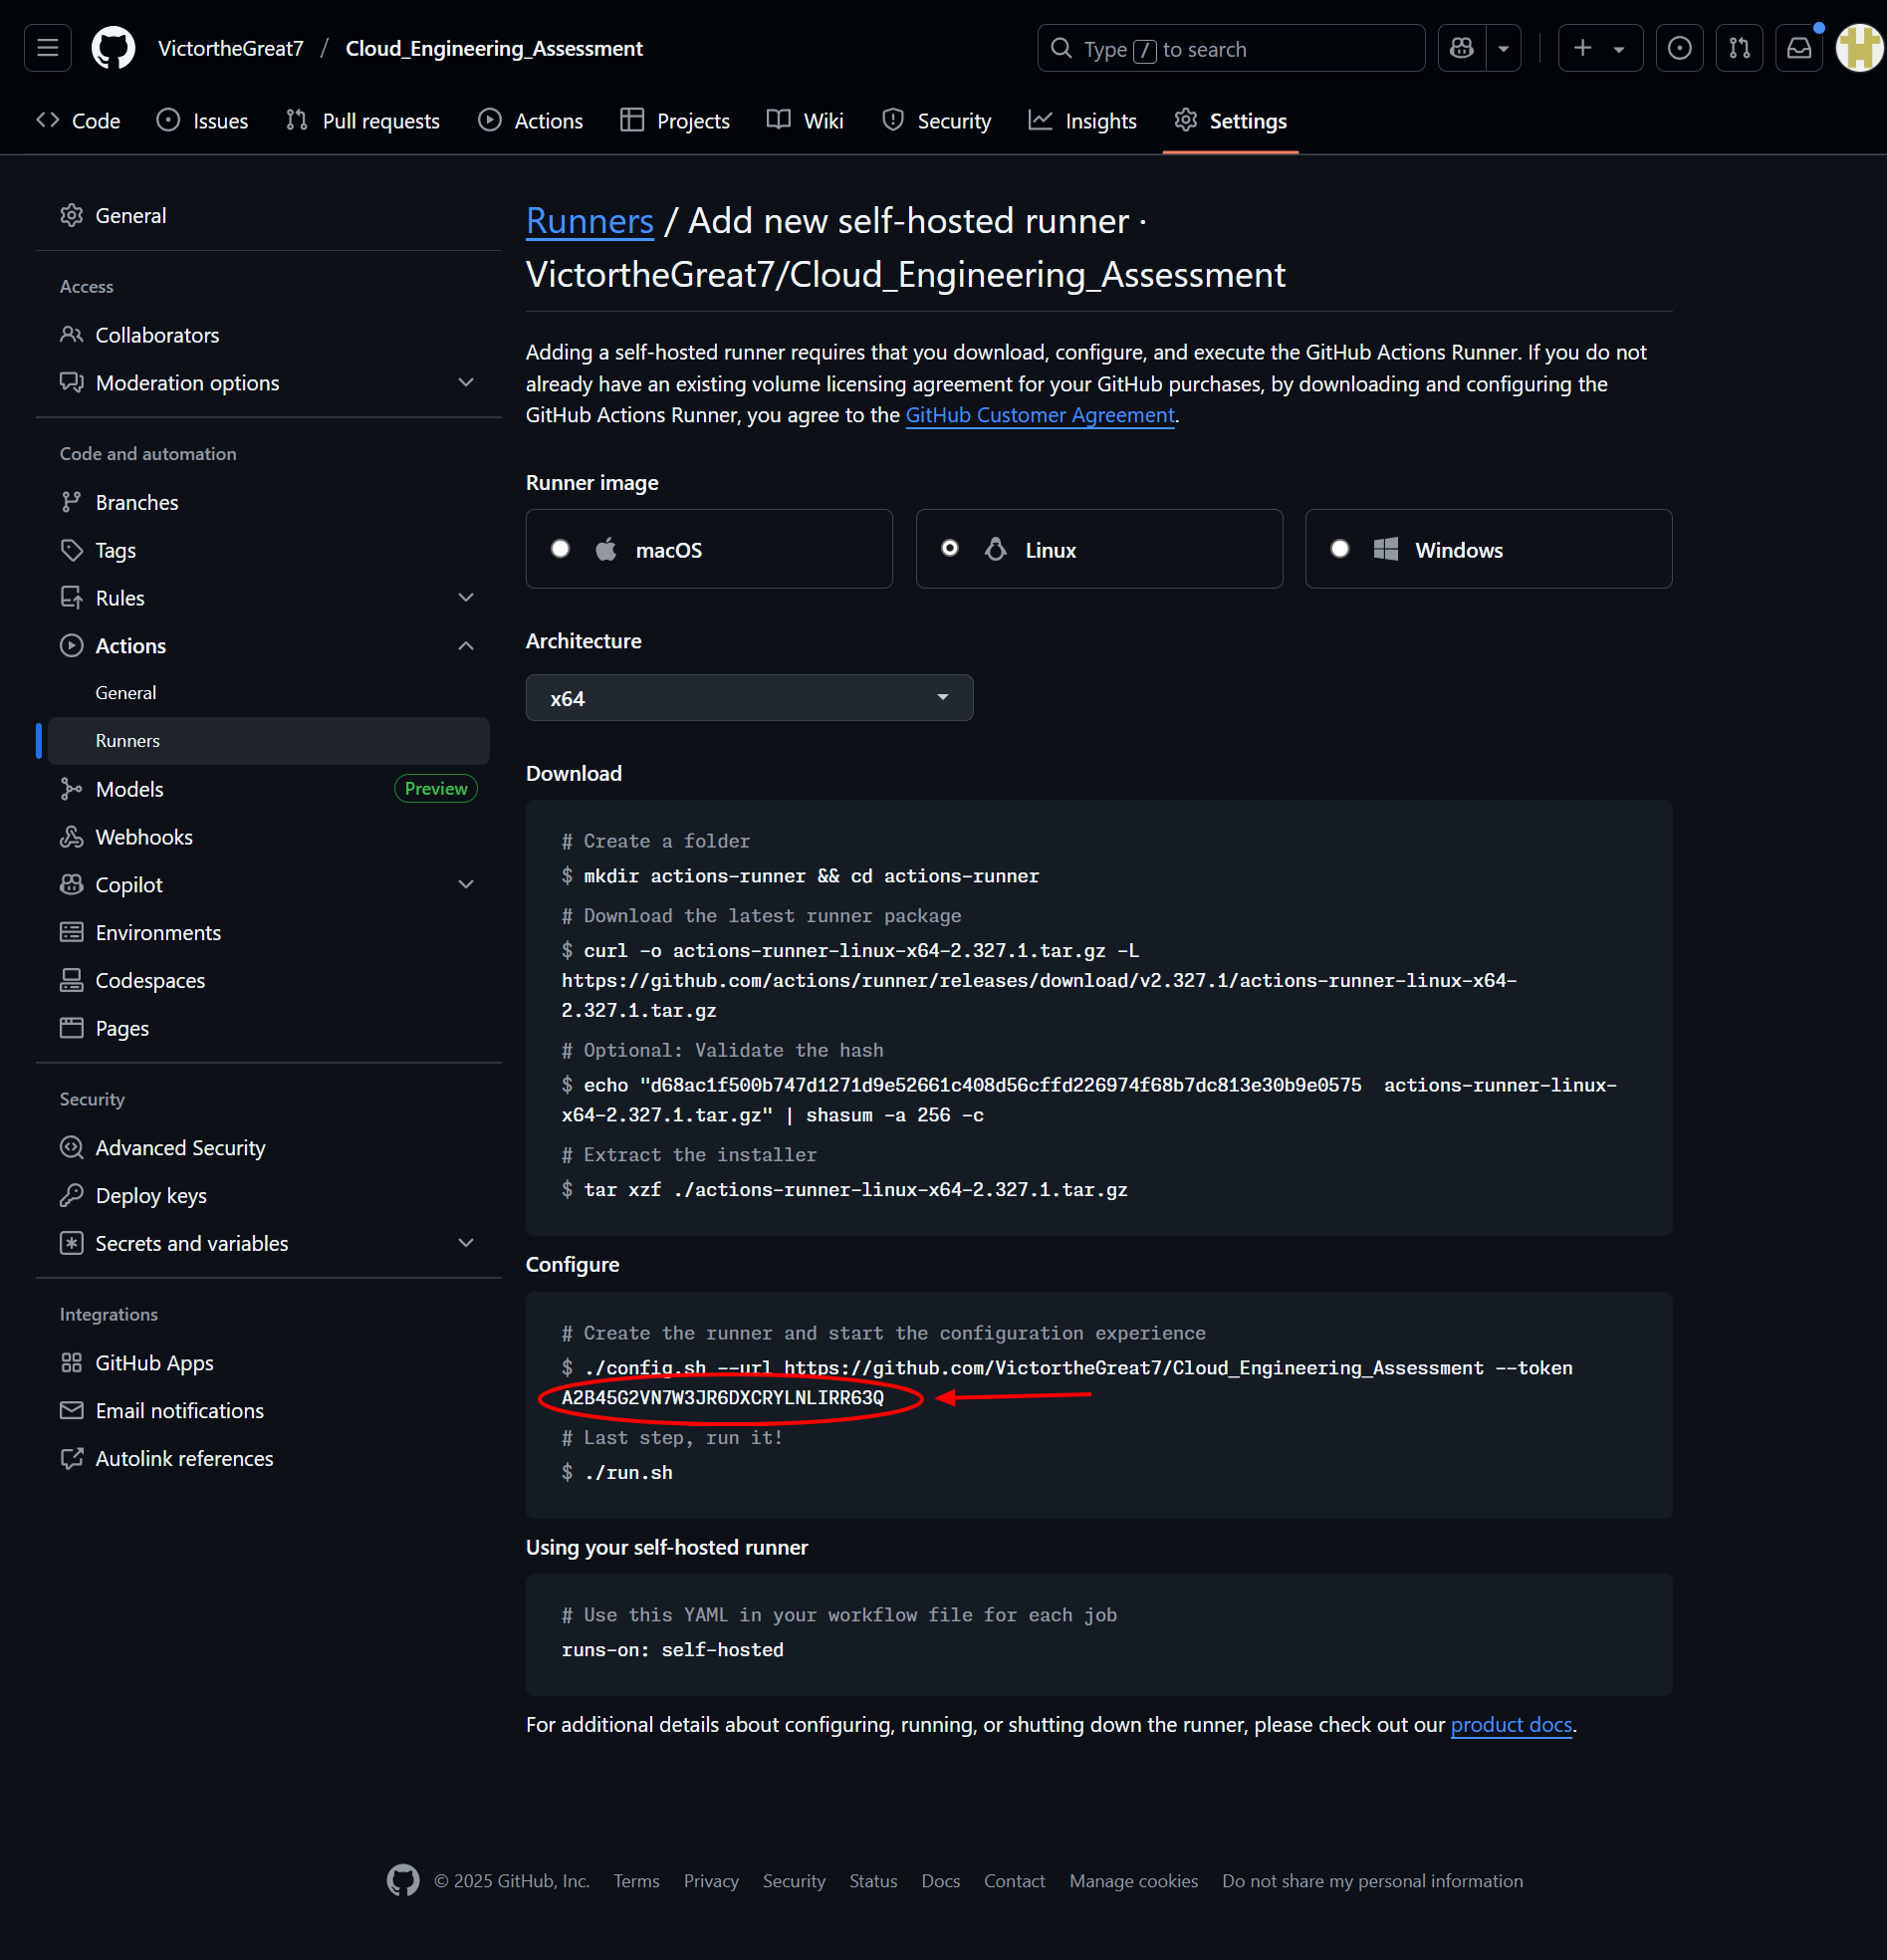 VictortheGreat7 / Cloud_Engineering_Assessment
Type / to search
Code
Issues
Pull requests
Actions
Projects
Wiki
Security
Insights
Settings
General
Access
Collaborators
Moderation options
Code and automation
Branches
Tags
Rules
Actions
General
Runners
Models
Preview
Webhooks
Copilot
Environments
Codespaces
Pages
Security
Advanced Security
Deploy keys
Secrets and variables
Integrations
GitHub Apps
Email notifications
Autolink references
Runners / Add new self-hosted runner ·
VictortheGreat7/Cloud_Engineering_Assessment
Adding a self-hosted runner requires that you download, configure, and execute the GitHub Actions Runner. If you do not
already have an existing volume licensing agreement for your GitHub purchases, by downloading and configuring the
GitHub Actions Runner, you agree to the GitHub Customer Agreement.
Runner image
macOS
Linux
Windows
Architecture
x64
Download
# Create a folder
$ mkdir actions-runner && cd actions-runner
# Download the latest runner package
$ curl -o actions-runner-linux-x64-2.327.1.tar.gz -L
https://github.com/actions/runner/releases/download/v2.327.1/actions-runner-linux-x64-
2.327.1.tar.gz
# Optional: Validate the hash
$ echo "d68ac1f500b747d1271d9e52661c408d56cffd226974f68b7dc813e30b9e0575  actions-runner-linux-
x64-2.327.1.tar.gz" | shasum -a 256 -c
# Extract the installer
$ tar xzf ./actions-runner-linux-x64-2.327.1.tar.gz
Configure
# Create the runner and start the configuration experience
$ ./config.sh --url https://github.com/VictortheGreat7/Cloud_Engineering_Assessment --token
A2B45G2VN7W3JR6DXCRYLNLIRR63Q
# Last step, run it!
$ ./run.sh
Using your self-hosted runner
# Use this YAML in your workflow file for each job
runs-on: self-hosted
For additional details about configuring, running, or shutting down the runner, please check out our product docs.
© 2025 GitHub, Inc.
Terms
Privacy
Security
Status
Docs
Contact
Manage cookies
Do not share my personal information